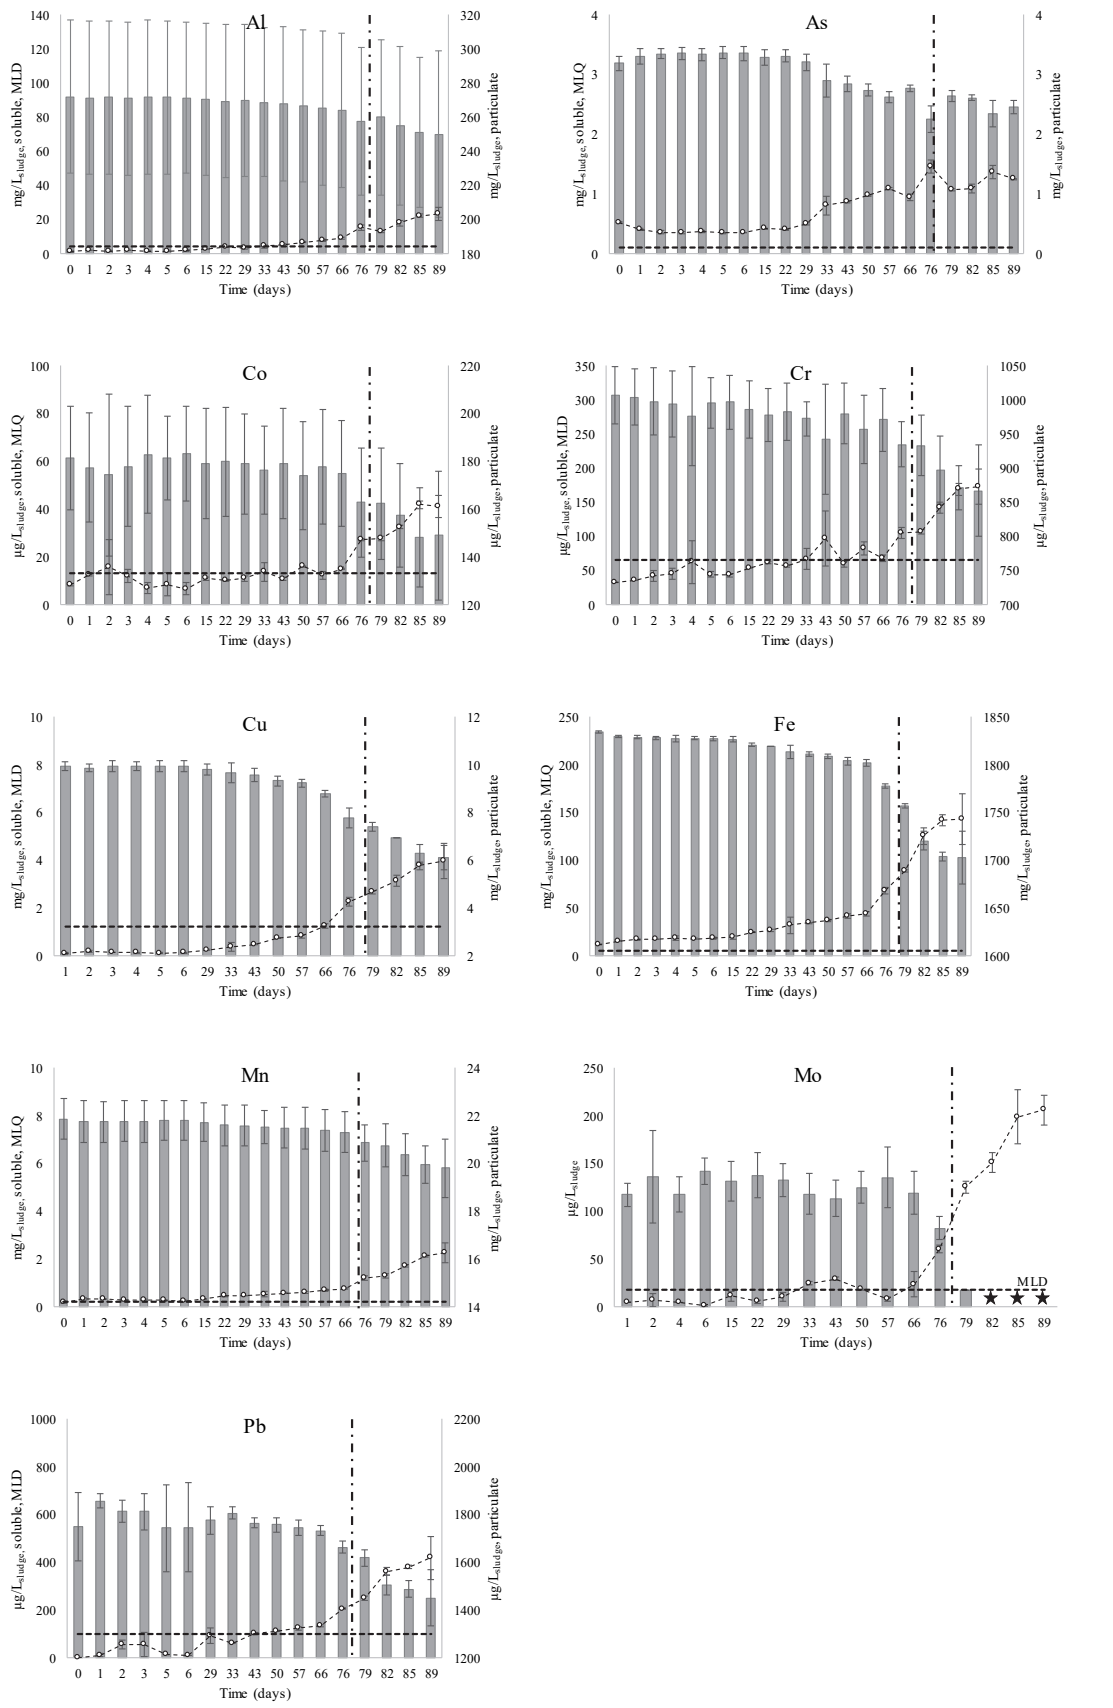 Al
140 120 100 80 60 40 20 0
mg/Lsludge, soluble, MLD
320 300 280 260 240 220 200 180
mg/Lsludge, particulate
0 1 2 3 4 5 6 15 22 29 33 43 50 57 66 76 79 82 85 89
Time (days)
As
4 3 2 1 0
mg/Lsludge, soluble, MLQ
4 3 2 1 0
mg/Lsludge, particulate
0 1 2 3 4 5 6 15 22 29 33 43 50 57 66 76 79 82 85 89
Time (days)
Co
100 80 60 40 20 0
µg/Lsludge, soluble, MLQ
220 200 180 160 140 120
µg/Lsludge, particulate
0 1 2 3 4 5 6 15 22 29 33 43 50 57 66 76 79 82 85 89
Time (days)
Cr
350 300 250 200 150 100 50 0
µg/Lsludge, soluble, MLD
1050 1000 950 900 850 800 750 700
µg/Lsludge, particulate
0 1 2 3 4 5 6 15 22 29 33 43 50 57 66 76 79 82 85 89
Time (days)
Cu
10 8 6 4 2 0
mg/Lsludge, soluble, MLD
12 10 8 6 4 2
mg/Lsludge, particulate
1 2 3 4 5 6 29 33 43 50 57 66 76 79 82 85 89
Time (days)
Fe
250 200 150 100 50 0
mg/Lsludge, soluble, MLQ
1850 1800 1750 1700 1650 1600
mg/Lsludge, particulate
0 1 2 3 4 5 6 15 22 29 33 43 50 57 66 76 79 82 85 89
Time (days)
Mn
10 8 6 4 2 0
mg/Lsludge, soluble, MLQ
24 22 20 18 16 14
mg/Lsludge, particulate
0 1 2 3 4 5 6 15 22 29 33 43 50 57 66 76 79 82 85 89
Time (days)
Mo
250 200 150 100 50 0
µg/Lsludge
MLD
1 2 4 6 15 22 29 33 43 50 57 66 76 79 82 85 89
Time (days)
Pb
1000 800 600 400 200 0
µg/Lsludge, soluble, MLD
2200 2000 1800 1600 1400 1200
µg/Lsludge, particulate
0 1 2 3 5 6 29 33 43 50 57 66 76 79 82 85 89
Time (days)